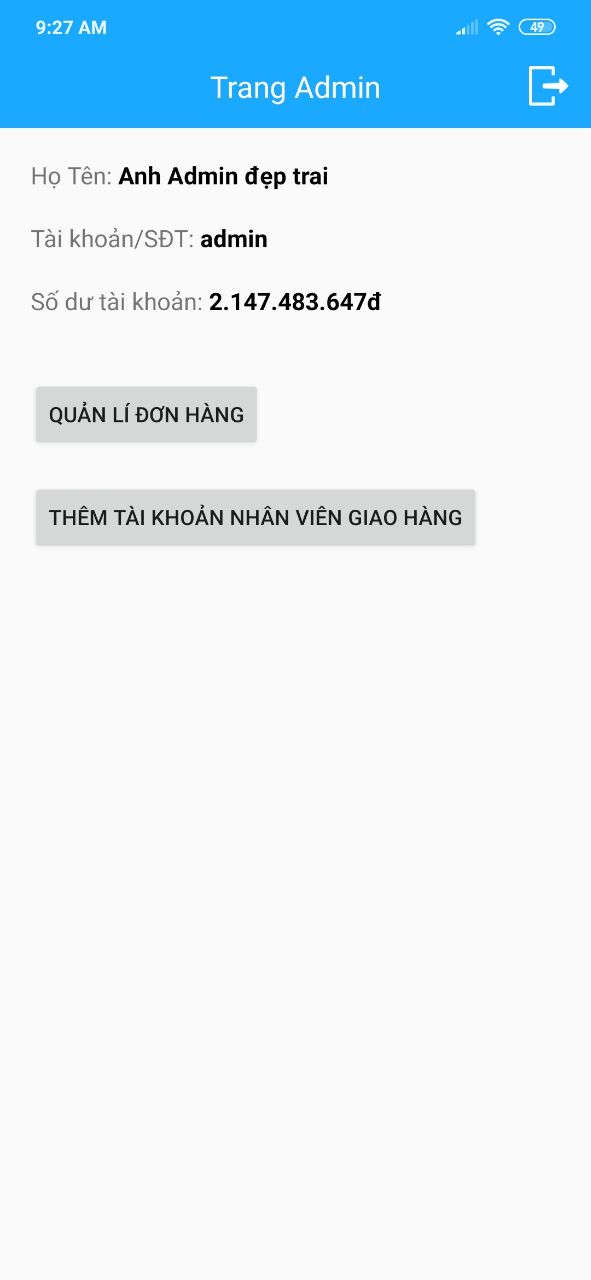 9:27 AM
49
Trang Admin
Họ Tên: Anh Admin đẹp trai
Tài khoản/SĐT: admin
Số dư tài khoản: 2.147.483.647đ
QUẢN LÍ ĐƠN HÀNG
THÊM TÀI KHOẢN NHÂN VIÊN GIAO HÀNG